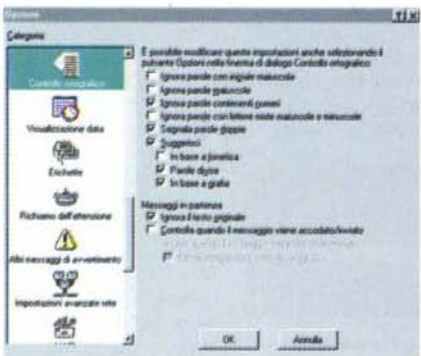 Opzioni
Categoria
Controllo ortografico
Visualizzazione data
Etichette
Richiamo dell'attenzione
Altri messaggi di avvertimento
Impostazioni avanzate rete
È possibile modificare queste impostazioni anche selezionando il
pulsante Opzioni nella finestra di dialogo Controllo ortografico
Ignora parole con iniziale maiuscola
Ignora parole maiuscole
Ignora parole contenenti numeri
Ignora parole con lettere miste maiuscole e minuscole
Segnala parole doppie
Suggerisci
In base a fonetica
Parole divise
In base a grafia
Messaggi in partenza
Ignora il testo originale
Controlla quando il messaggio viene accodato/inviato
OK
Annulla